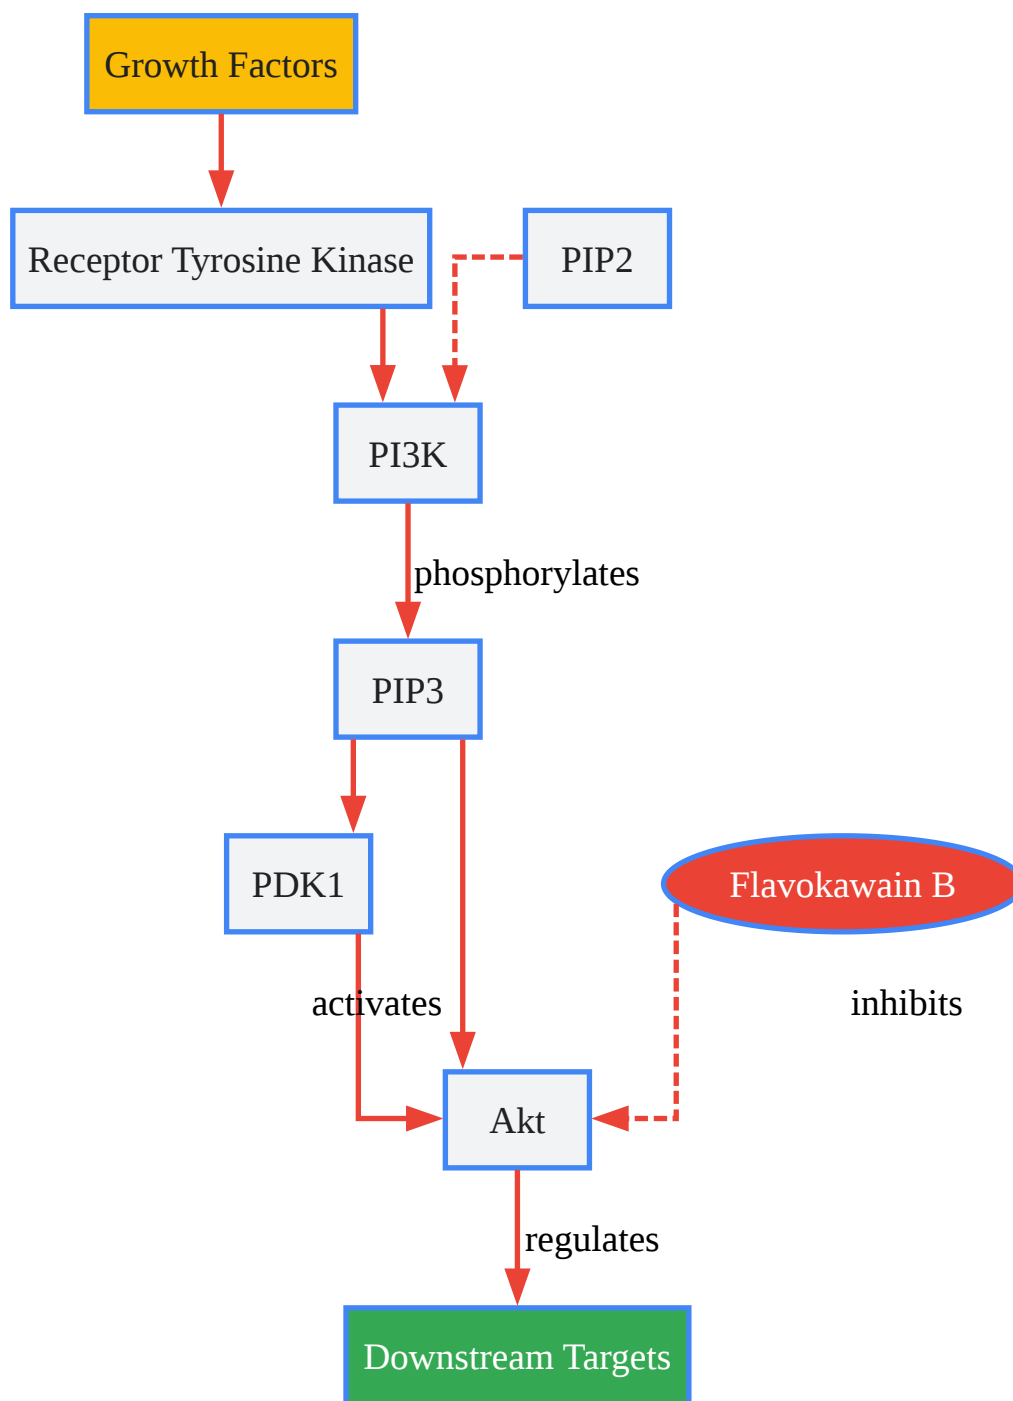 Growth Factors
Receptor Tyrosine Kinase
PIP2
PI3K
phosphorylates
PIP3
PDK1
Flavokawain B
activates
inhibits
Akt
regulates
Downstream Targets